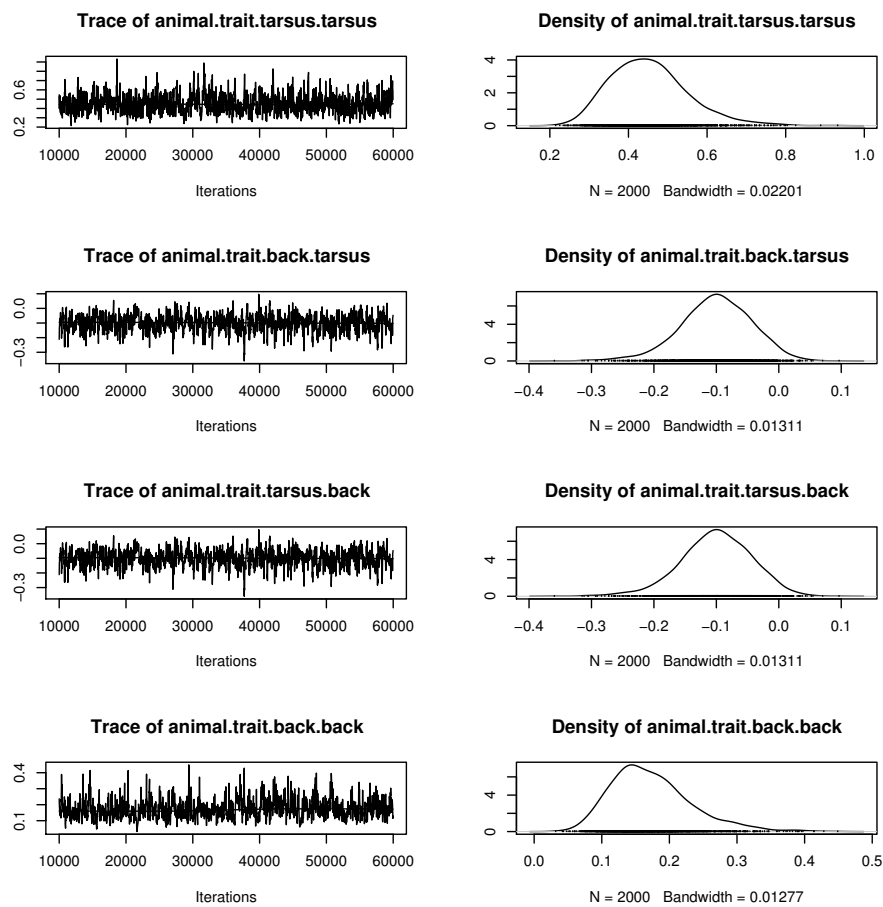 Trace of animal.trait.tarsus.tarsus
0.2 0.6
10000 20000 30000 40000 50000 60000
Iterations
Density of animal.trait.tarsus.tarsus
0 2 4
0.2 0.4 0.6 0.8 1.0
N = 2000 Bandwidth = 0.02201
Trace of animal.trait.back.tarsus
−0.3 0.0
10000 20000 30000 40000 50000 60000
Iterations
Density of animal.trait.back.tarsus
0 4
−0.4 −0.3 −0.2 −0.1 0.0 0.1
N = 2000 Bandwidth = 0.01311
Trace of animal.trait.tarsus.back
−0.3 0.0
10000 20000 30000 40000 50000 60000
Iterations
Density of animal.trait.tarsus.back
0 4
−0.4 −0.3 −0.2 −0.1 0.0 0.1
N = 2000 Bandwidth = 0.01311
Trace of animal.trait.back.back
0.1 0.4
10000 20000 30000 40000 50000 60000
Iterations
Density of animal.trait.back.back
0 4
0.0 0.1 0.2 0.3 0.4 0.5
N = 2000 Bandwidth = 0.01277